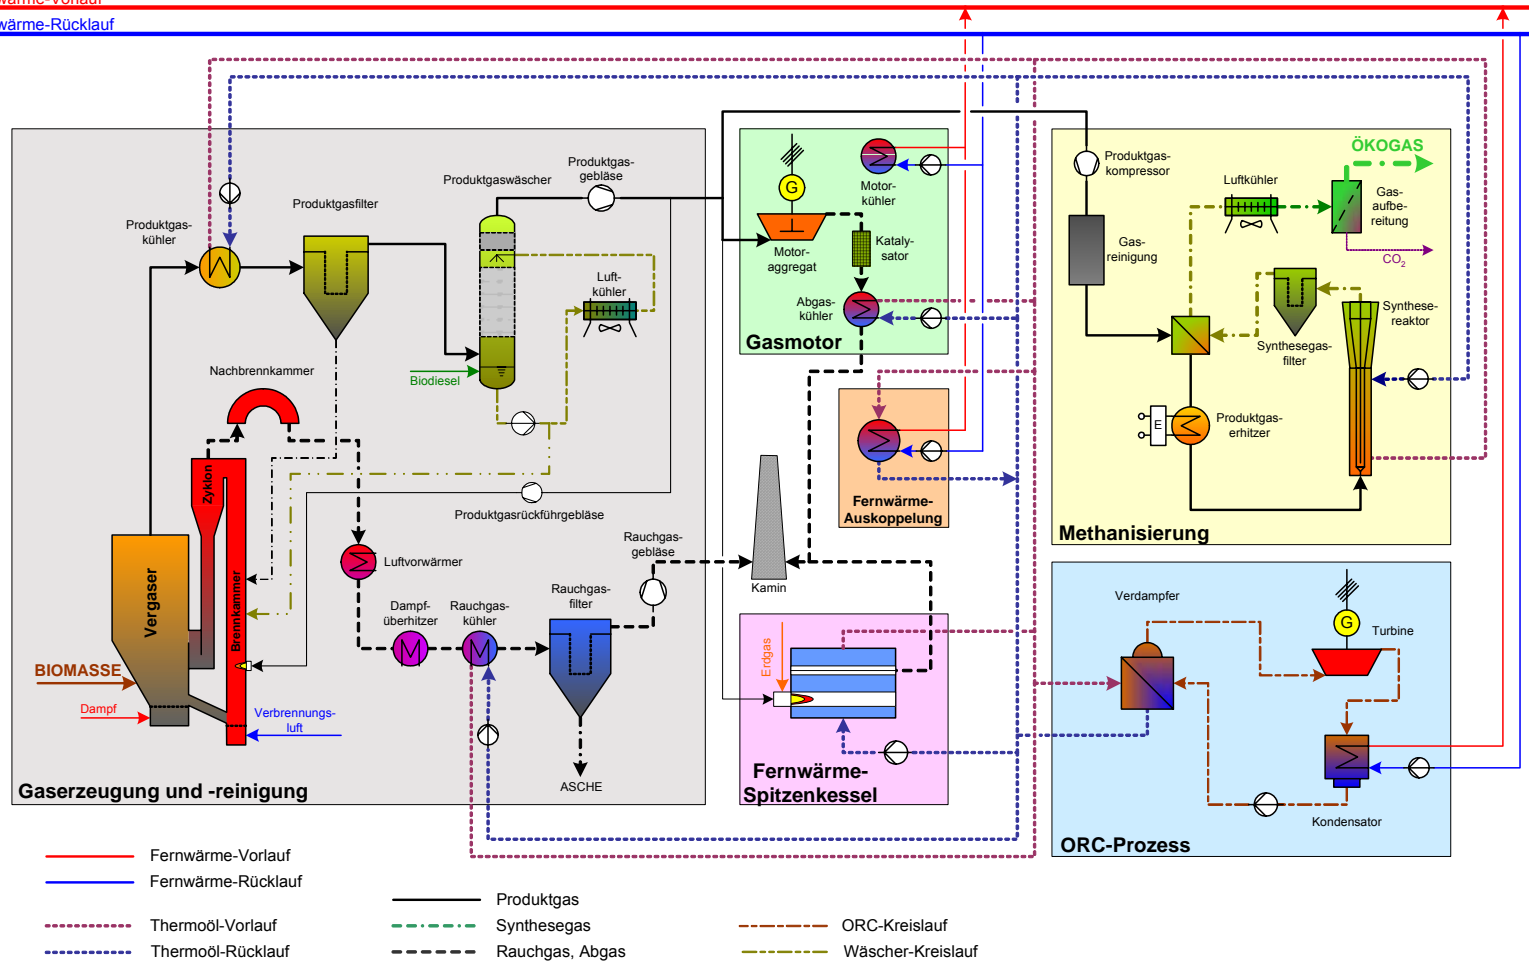 wärme-Vorlauf
wärme-Rücklauf
Produktgas-
kühler
Produktgasfilter
Produktgaswäscher
Produktgas-
gebläse
Luft-
kühler
Biodiesel
Nachbrennkammer
Zyklon
Brennkammer
Vergaser
BIOMASSE
Dampf
Verbrennungs-
luft
Produktgasrückführgebläse
Luftvorwärmer
Dampf-
überhitzer
Rauchgas-
kühler
Rauchgas-
filter
Rauchgas-
gebläse
ASCHE
Gaserzeugung und -reinigung
G
Motor-
aggregat
Motor-
kühler
Kataly-
sator
Abgas-
kühler
Gasmotor
Fernwärme-
Auskoppelung
Kamin
Erdgas
Fernwärme-
Spitzenkessel
Produktgas-
kompressor
Gas-
reinigung
Luftkühler
ÖKOGAS
Gas-
aufbe-
reitung
CO2
Synthesegas-
filter
Synthese-
reaktor
E
Produktgas-
erhitzer
Methanisierung
Verdampfer
G
Turbine
Kondensator
ORC-Prozess
Fernwärme-Vorlauf
Fernwärme-Rücklauf
Thermoöl-Vorlauf
Thermoöl-Rücklauf
Produktgas
Synthesegas
Rauchgas, Abgas
ORC-Kreislauf
Wäscher-Kreislauf